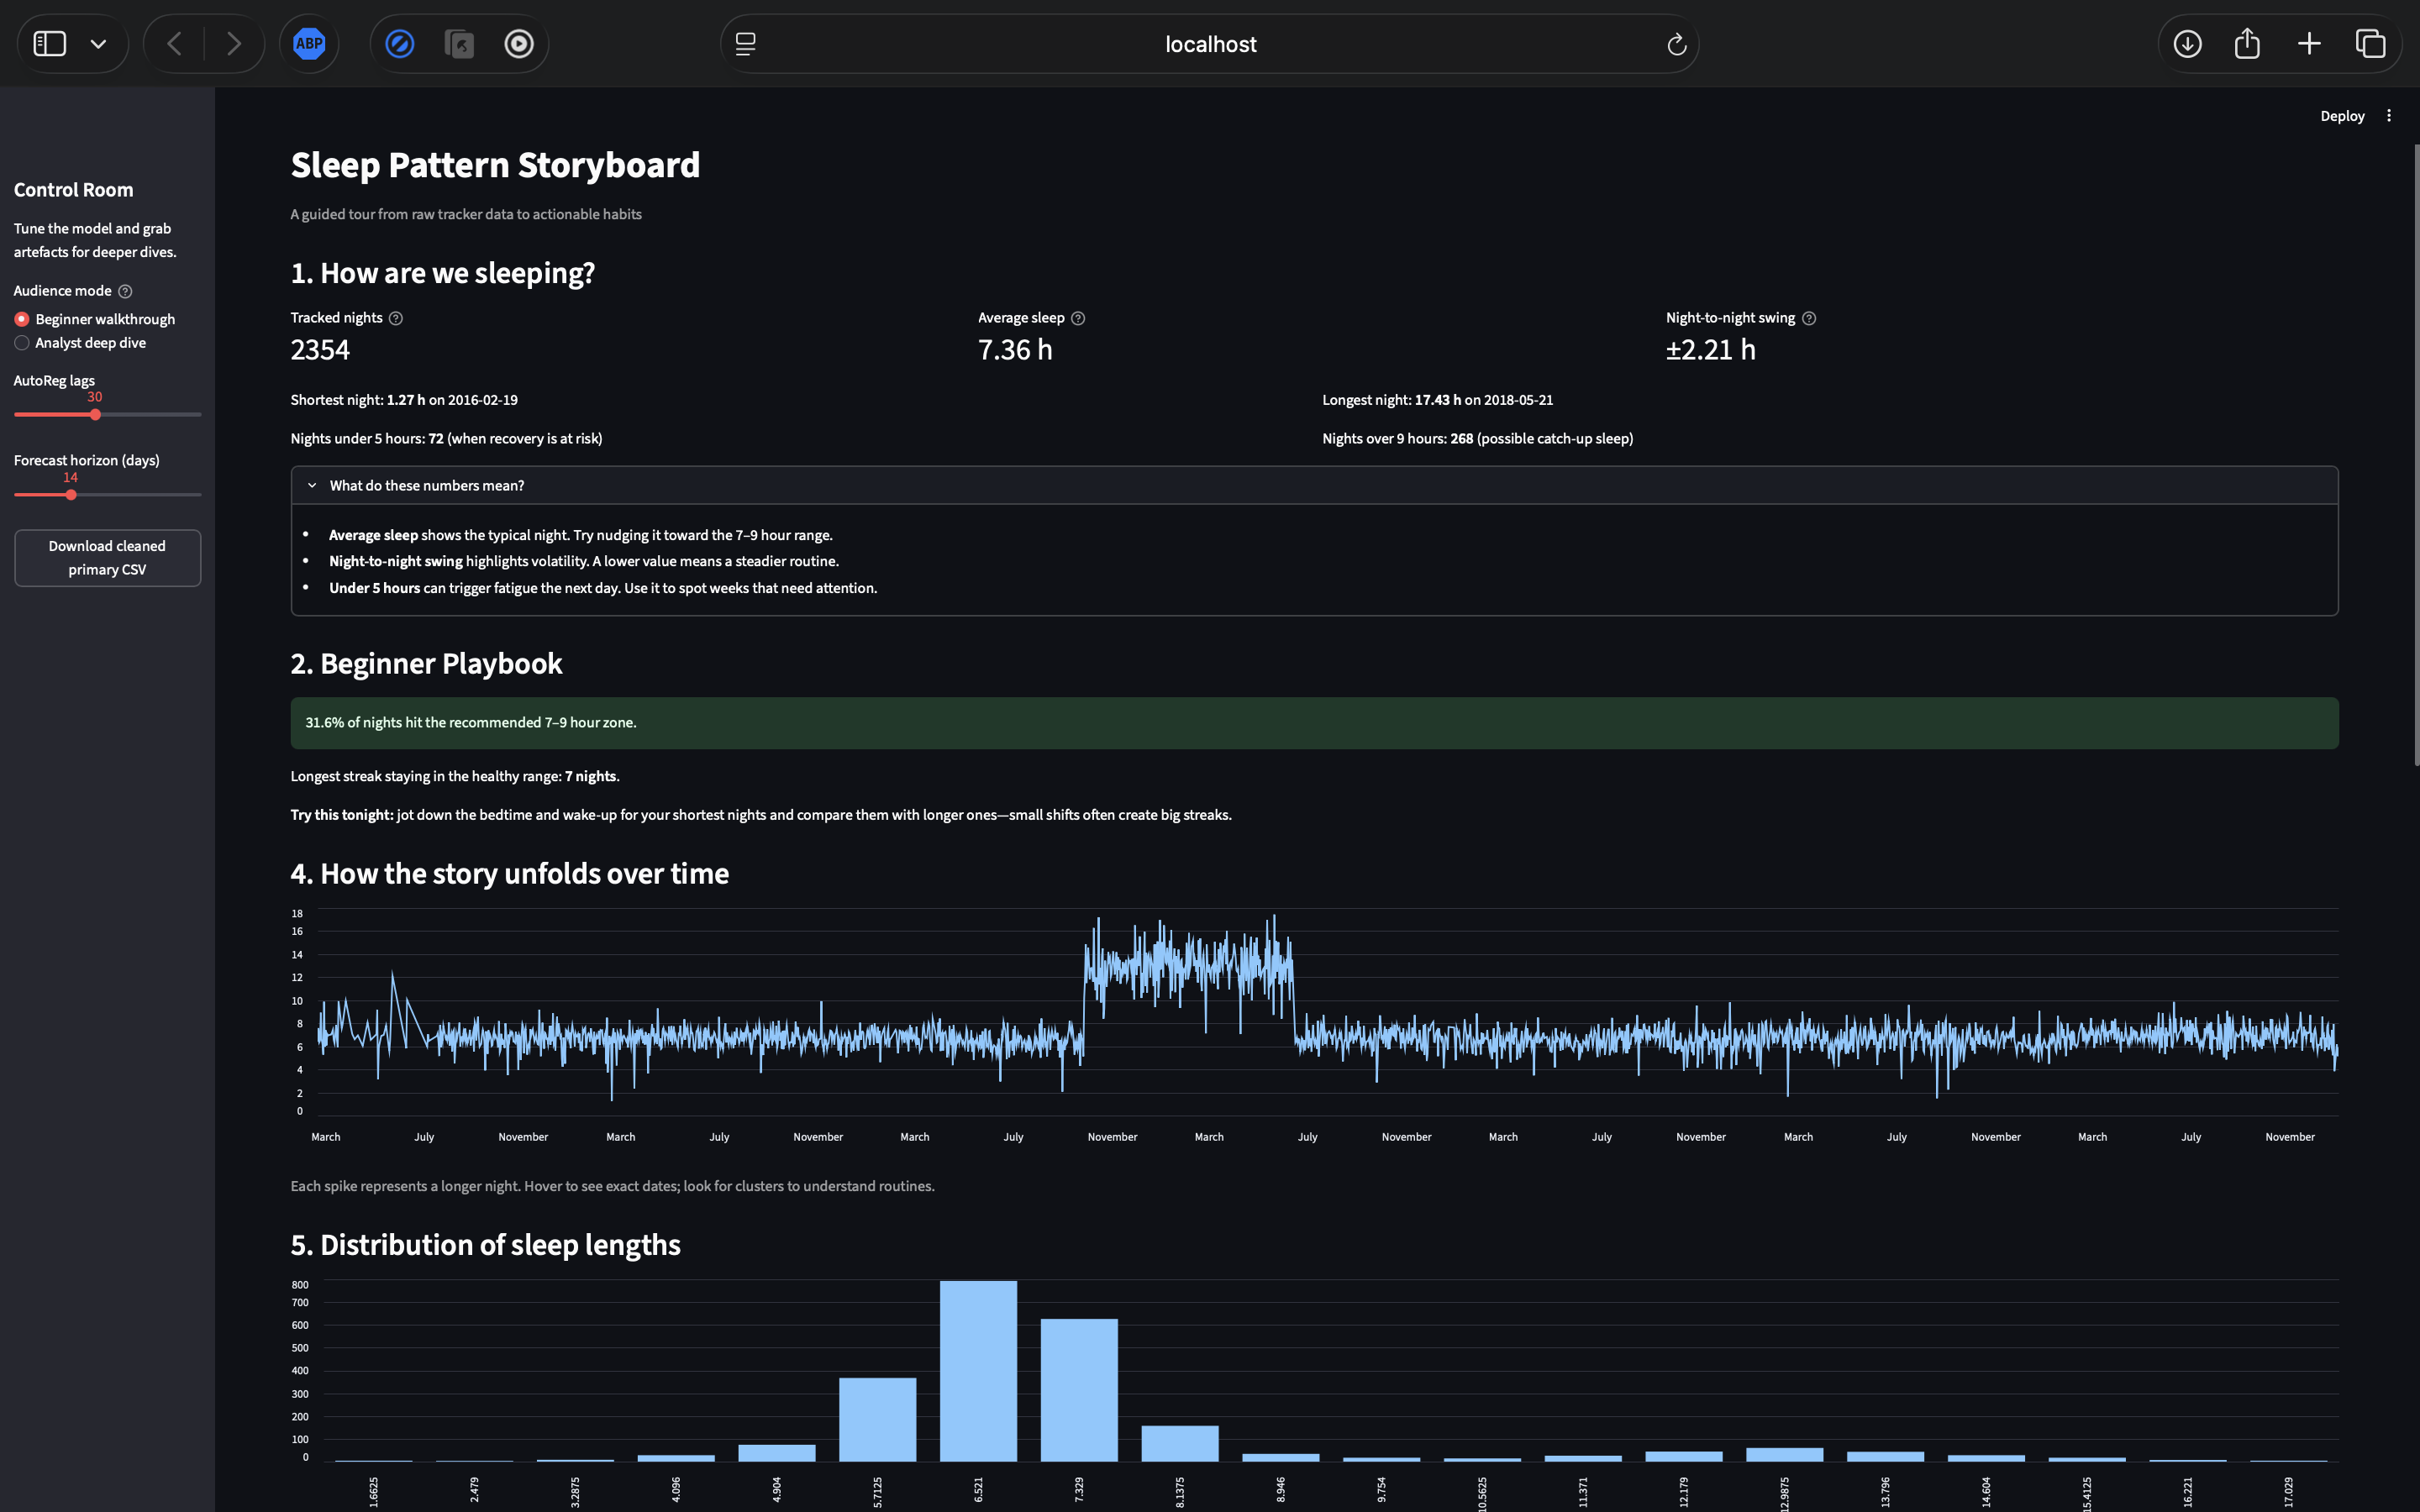 ABP
localhost
Deploy
Control Room
Tune the model and grab
artefacts for deeper dives.
Audience mode
Beginner walkthrough
Analyst deep dive
AutoReg lags
30
Forecast horizon (days)
14
Download cleaned
primary CSV
Sleep Pattern Storyboard
A guided tour from raw tracker data to actionable habits
1. How are we sleeping?
Tracked nights
2354
Average sleep
7.36 h
Night-to-night swing
±2.21 h
Shortest night: 1.27 h on 2016-02-19
Longest night: 17.43 h on 2018-05-21
Nights under 5 hours: 72 (when recovery is at risk)
Nights over 9 hours: 268 (possible catch-up sleep)
What do these numbers mean?
• Average sleep shows the typical night. Try nudging it toward the 7–9 hour range.
• Night-to-night swing highlights volatility. A lower value means a steadier routine.
• Under 5 hours can trigger fatigue the next day. Use it to spot weeks that need attention.
2. Beginner Playbook
31.6% of nights hit the recommended 7–9 hour zone.
Longest streak staying in the healthy range: 7 nights.
Try this tonight: jot down the bedtime and wake-up for your shortest nights and compare them with longer ones—small shifts often create big streaks.
4. How the story unfolds over time
18
16
14
12
10
8
6
4
2
0
March July November March July November March July November March July November March July November March July November March July November
Each spike represents a longer night. Hover to see exact dates; look for clusters to understand routines.
5. Distribution of sleep lengths
800
700
600
500
400
300
200
100
0
1.6625 2.479 3.2875 4.096 4.904 5.7125 6.521 7.329 8.1375 8.946 9.754 10.5625 11.371 12.179 12.9875 13.796 14.604 15.4125 16.221 17.029